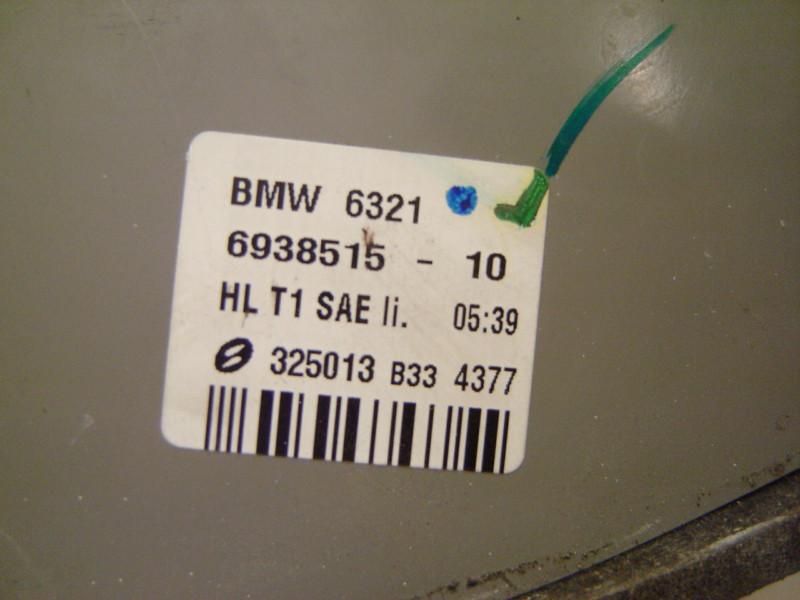 BMW 6321
6938515 - 10
HL T1 SAE li. 05:39
325013 B33 4377